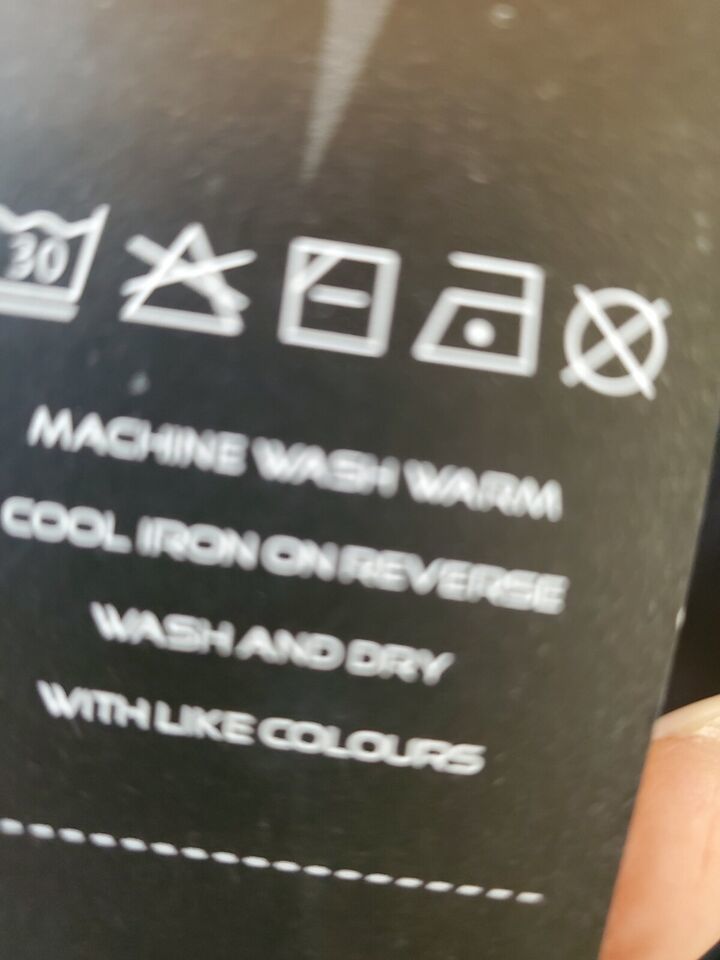 30
MACHINE WASH WARM
COOL IRON ON REVERSE
WASH AND DRY
WITH LIKE COLOURS